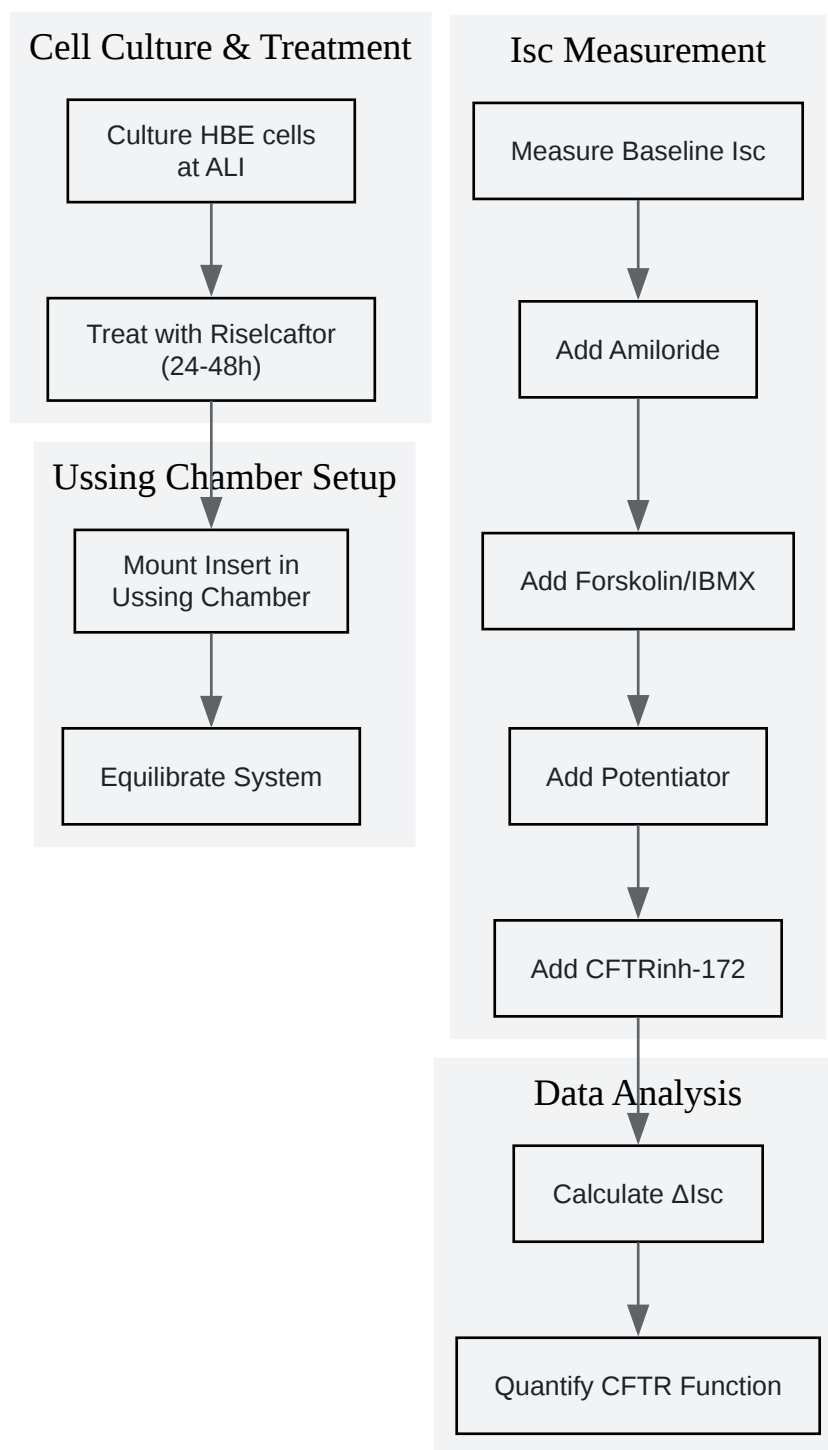 Cell Culture & Treatment
Culture HBE cells
at ALI
Treat with Riselcaftor
(24-48h)
Ussing Chamber Setup
Mount Insert in
Ussing Chamber
Equilibrate System
Isc Measurement
Measure Baseline Isc
Add Amiloride
Add Forskolin/IBMX
Add Potentiator
Add CFTRinh-172
Data Analysis
Calculate ΔIsc
Quantify CFTR Function